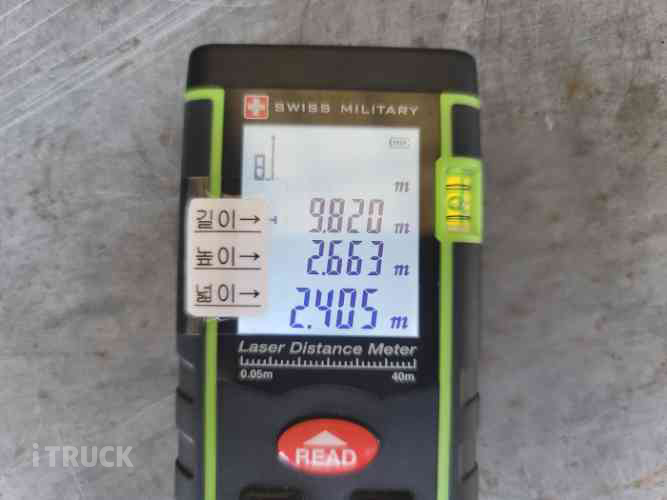 SWISS MILITARY
8
m
길이→ 9.820 m
높이→ 2.663 m
넓이→ 2.405 m
Laser Distance Meter
0.05m 40m
READ
iTRUCK